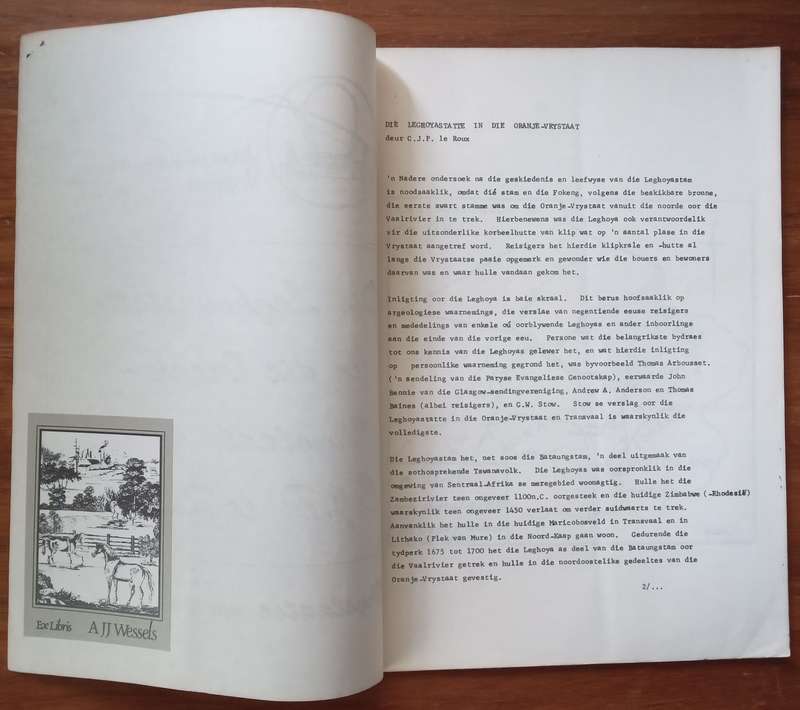 Ex Libris A JJ Wessels
DIE LEGHOYASTATTE IN DIE ORANJE-VRYSTAAT
deur C.J.P. le Roux
'n Nadere ondersoek na die geskiedenis en leefwyse van die Leghoyastam
is noodsaaklik, omdat dié stam en die Fokeng, volgens die beskikbare bronne,
die eerste swart stamme was om die Oranje-Vrystaat vanuit die noorde oor die
Vaalrivier in te trek. Hierbenewens was die Leghoya ook verantwoordelik
vir die uitsonderlike korbeelhutte van klip wat op 'n aantal plase in die
Vrystaat aangetref word. Reisigers het hierdie klipkrale en -hutte al
langs die Vrystaatse paaie opgemerk en gewonder wie die bouers en bewoners
daarvan was en waar hulle vandaan gekom het.
Inligting oor die Leghoya is baie skraal. Dit berus hoofsaaklik op
argeologiese waarnemings, die verslae van negentiende eeuse reisigers
en mededelings van enkele ou oorblywende Leghoyas en ander inboorlinge
aan die einde van die vorige eeu. Persone wat die belangrikste bydraes
tot ons kennis van die Leghoyas gelewer het, en wat hierdie inligting
op persoonlike waarneming gegrond het, was byvoorbeeld Thomas Arbousset.
('n sendeling van die Paryse Evangeliese Genootskap), eerwaarde John
Bennie van die Glasgow-sendingvereniging, Andrew A. Anderson en Thomas
Baines (albei reisigers), en G.W. Stow. Stow se verslag oor die
Leghoyastatte in die Oranje-Vrystaat en Transvaal is waarskynlik die
volledigste.
Die Leghoyastam het, net soos die Bataungstam, 'n deel uitgemaak van
die sothosprekende Tswanavolk. Die Leghoyas was oorspronklik in die
omgewing van Sentraal-Afrika se meregebied woonagtig. Hulle het die
Zambezirivier teen ongeveer 1100n.C. oorgesteek en die huidige Zimbabwe (-Rhodesië)
waarskynlik teen ongeveer 1450 verlaat om verder suidwaarts te trek.
Aanvanklik het hulle in die huidige Maricobosveld in Transvaal en in
Lithako (Plek van Mure) in die Noord-Kaap gaan woon. Gedurende die
tydperk 1675 tot 1700 het die Leghoya as deel van die Bataungstam oor
die Vaalrivier getrek en hulle in die noordoostelike gedeeltes van die
Oranje-Vrystaat gevestig.
2/...